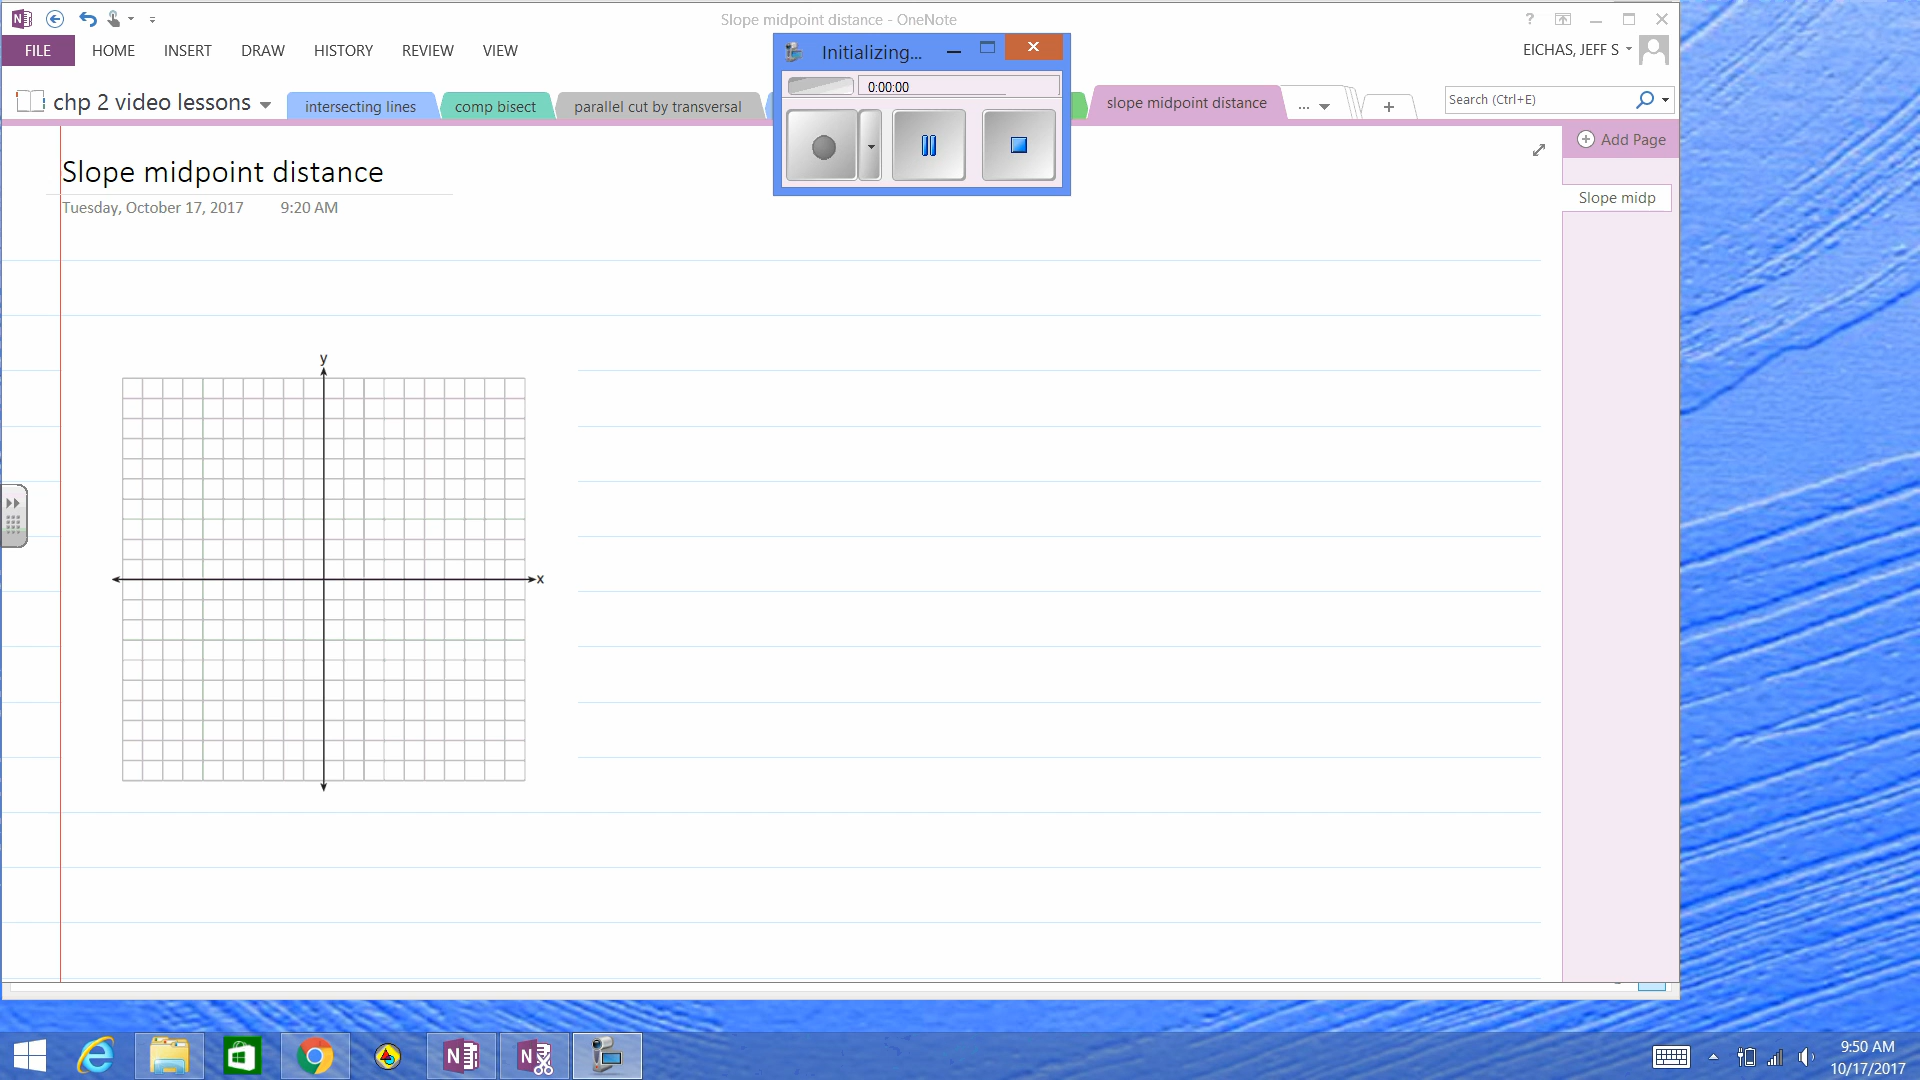 Slope midpoint distance - OneNote
?
FILE HOME INSERT DRAW HISTORY REVIEW VIEW
EICHAS, JEFF S
Initializing...
0:00:00
chp 2 video lessons
intersecting lines
comp bisect
parallel cut by transversal
slope midpoint distance
...
Search (Ctrl+E)
Add Page
Slope midp
Slope midpoint distance
Tuesday, October 17, 2017 9:20 AM
y
x
9:50 AM
10/17/2017